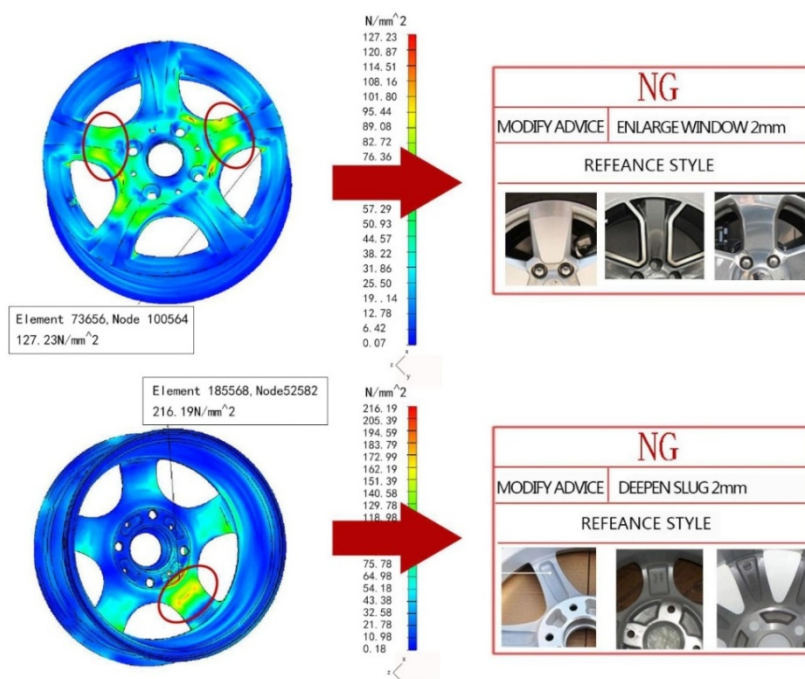 N/mm^2
127.23
120.87
114.51
108.16
101.80
95.44
89.08
82.72
76.36
57.29
50.93
44.57
38.22
31.86
25.50
19..14
12.78
6.42
0.07
x
z
y
Element 73656,Node 100564
127.23N/mm^2
NG
MODIFY ADVICE ENLARGE WINDOW 2mm
REFEANCE STYLE
Element 185568,Node52582
216.19N/mm^2
N/mm^2
216.19
205.39
194.59
183.79
172.99
162.19
151.39
140.58
129.78
118.98
75.78
64.98
54.18
43.38
32.58
21.78
10.98
0.18
x
z
NG
MODIFY ADVICE DEEPEN SLUG 2mm
REFEANCE STYLE